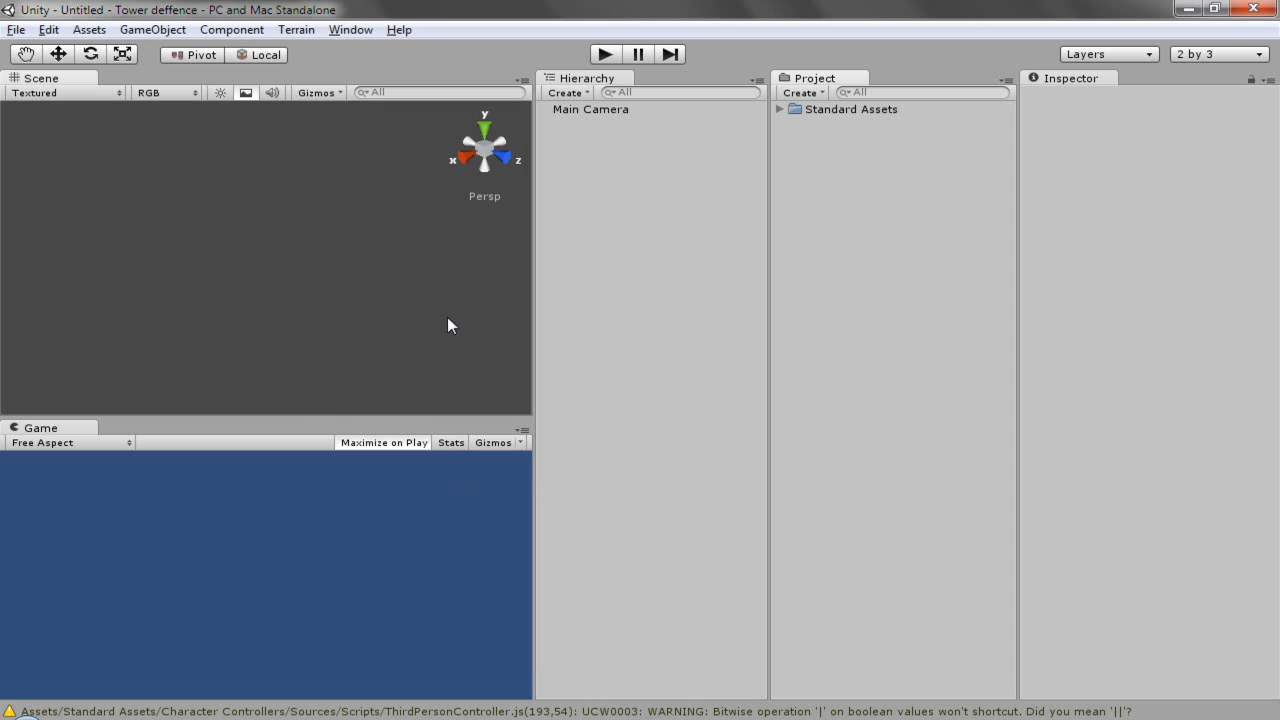 Unity - Untitled - Tower deffence - PC and Mac Standalone
File Edit Assets GameObject Component Terrain Window Help
Pivot Local Layers 2 by 3
Scene Hierarchy Project Inspector
Textured RGB Gizmos All Create All Create All
Main Camera Standard Assets
y
x z
Persp
Game
Free Aspect Maximize on Play Stats Gizmos
Assets/Standard Assets/Character Controllers/Sources/Scripts/ThirdPersonController.js(193,54): UCW0003: WARNING: Bitwise operation '|' on boolean values won't shortcut. Did you mean '||'?